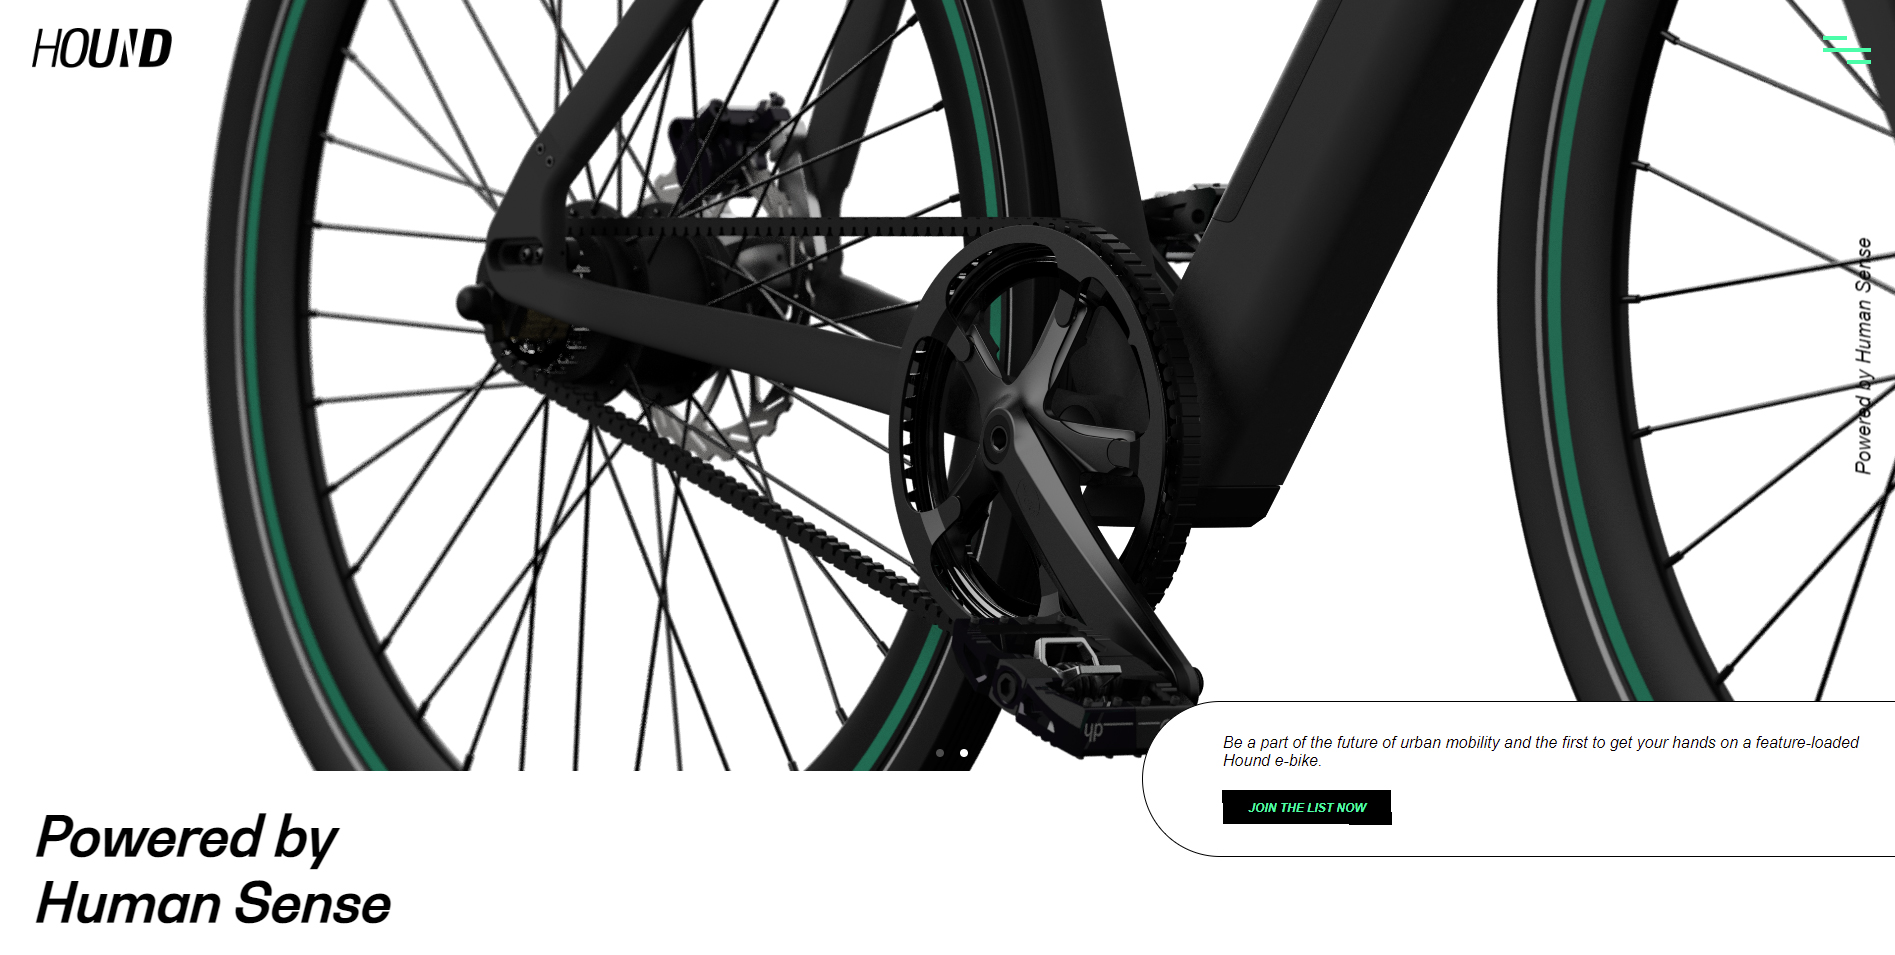 HOUND
Powered by Human Sense
Be a part of the future of urban mobility and the first to get your hands on a feature-loaded
Hound e-bike.
JOIN THE LIST NOW
Powered by
Human Sense